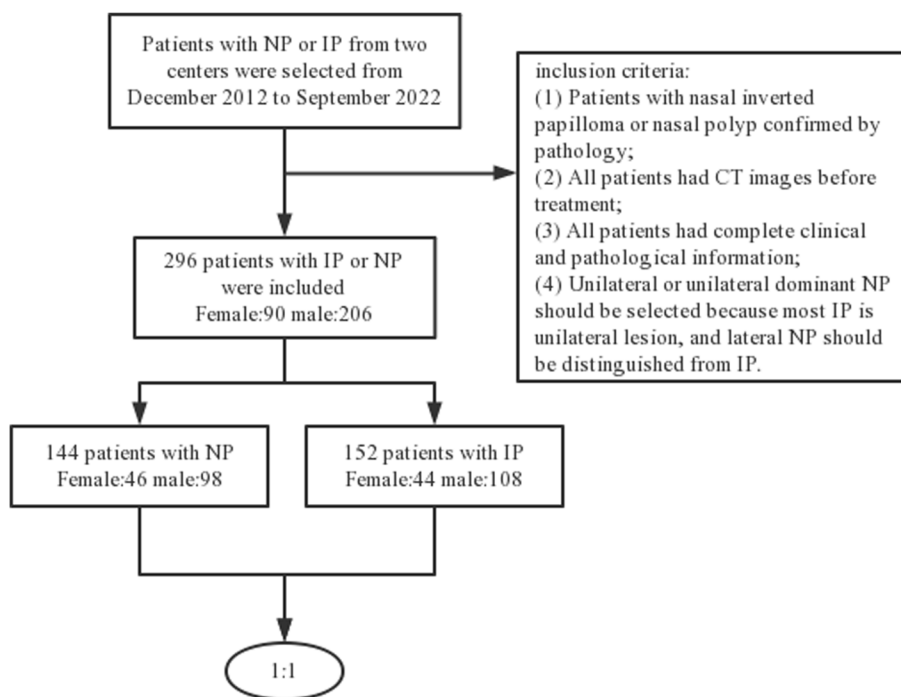 Patients with NP or IP from two
centers were selected from
December 2012 to September 2022
inclusion criteria:
(1) Patients with nasal inverted
papilloma or nasal polyp confirmed by
pathology;
(2) All patients had CT images before
treatment;
(3) All patients had complete clinical
and pathological information;
(4) Unilateral or unilateral dominant NP
should be selected because most IP is
unilateral lesion, and lateral NP should
be distinguished from IP.
296 patients with IP or NP
were included
Female:90 male:206
144 patients with NP
Female:46 male:98
152 patients with IP
Female:44 male:108
1:1